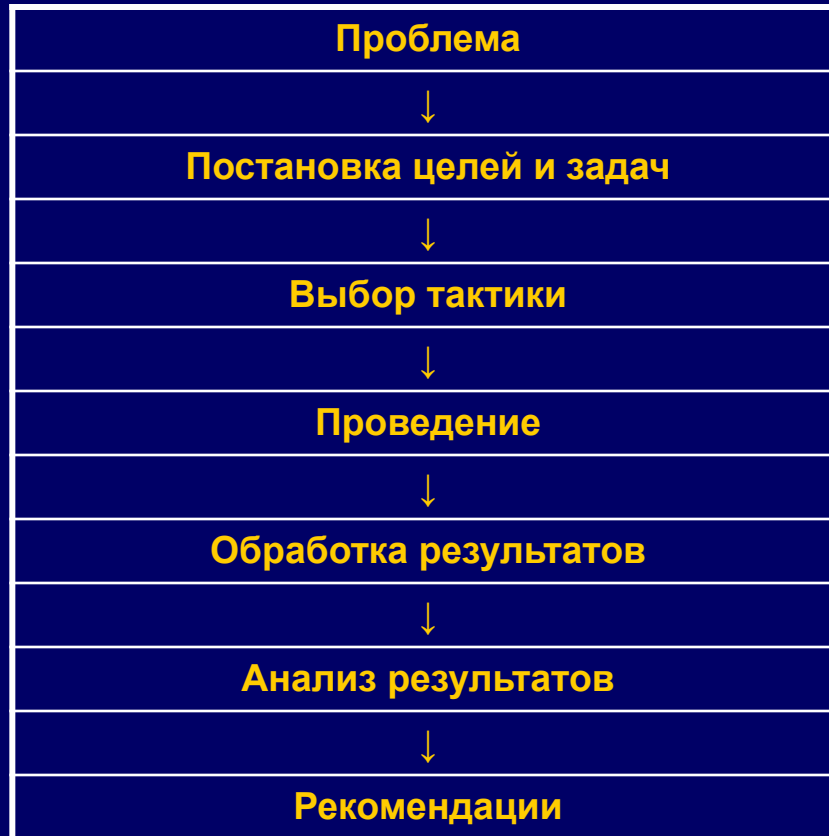 Проблема
↓
Постановка целей и задач
↓
Выбор тактики
↓
Проведение
↓
Обработка результатов
↓
Анализ результатов
↓
Рекомендации